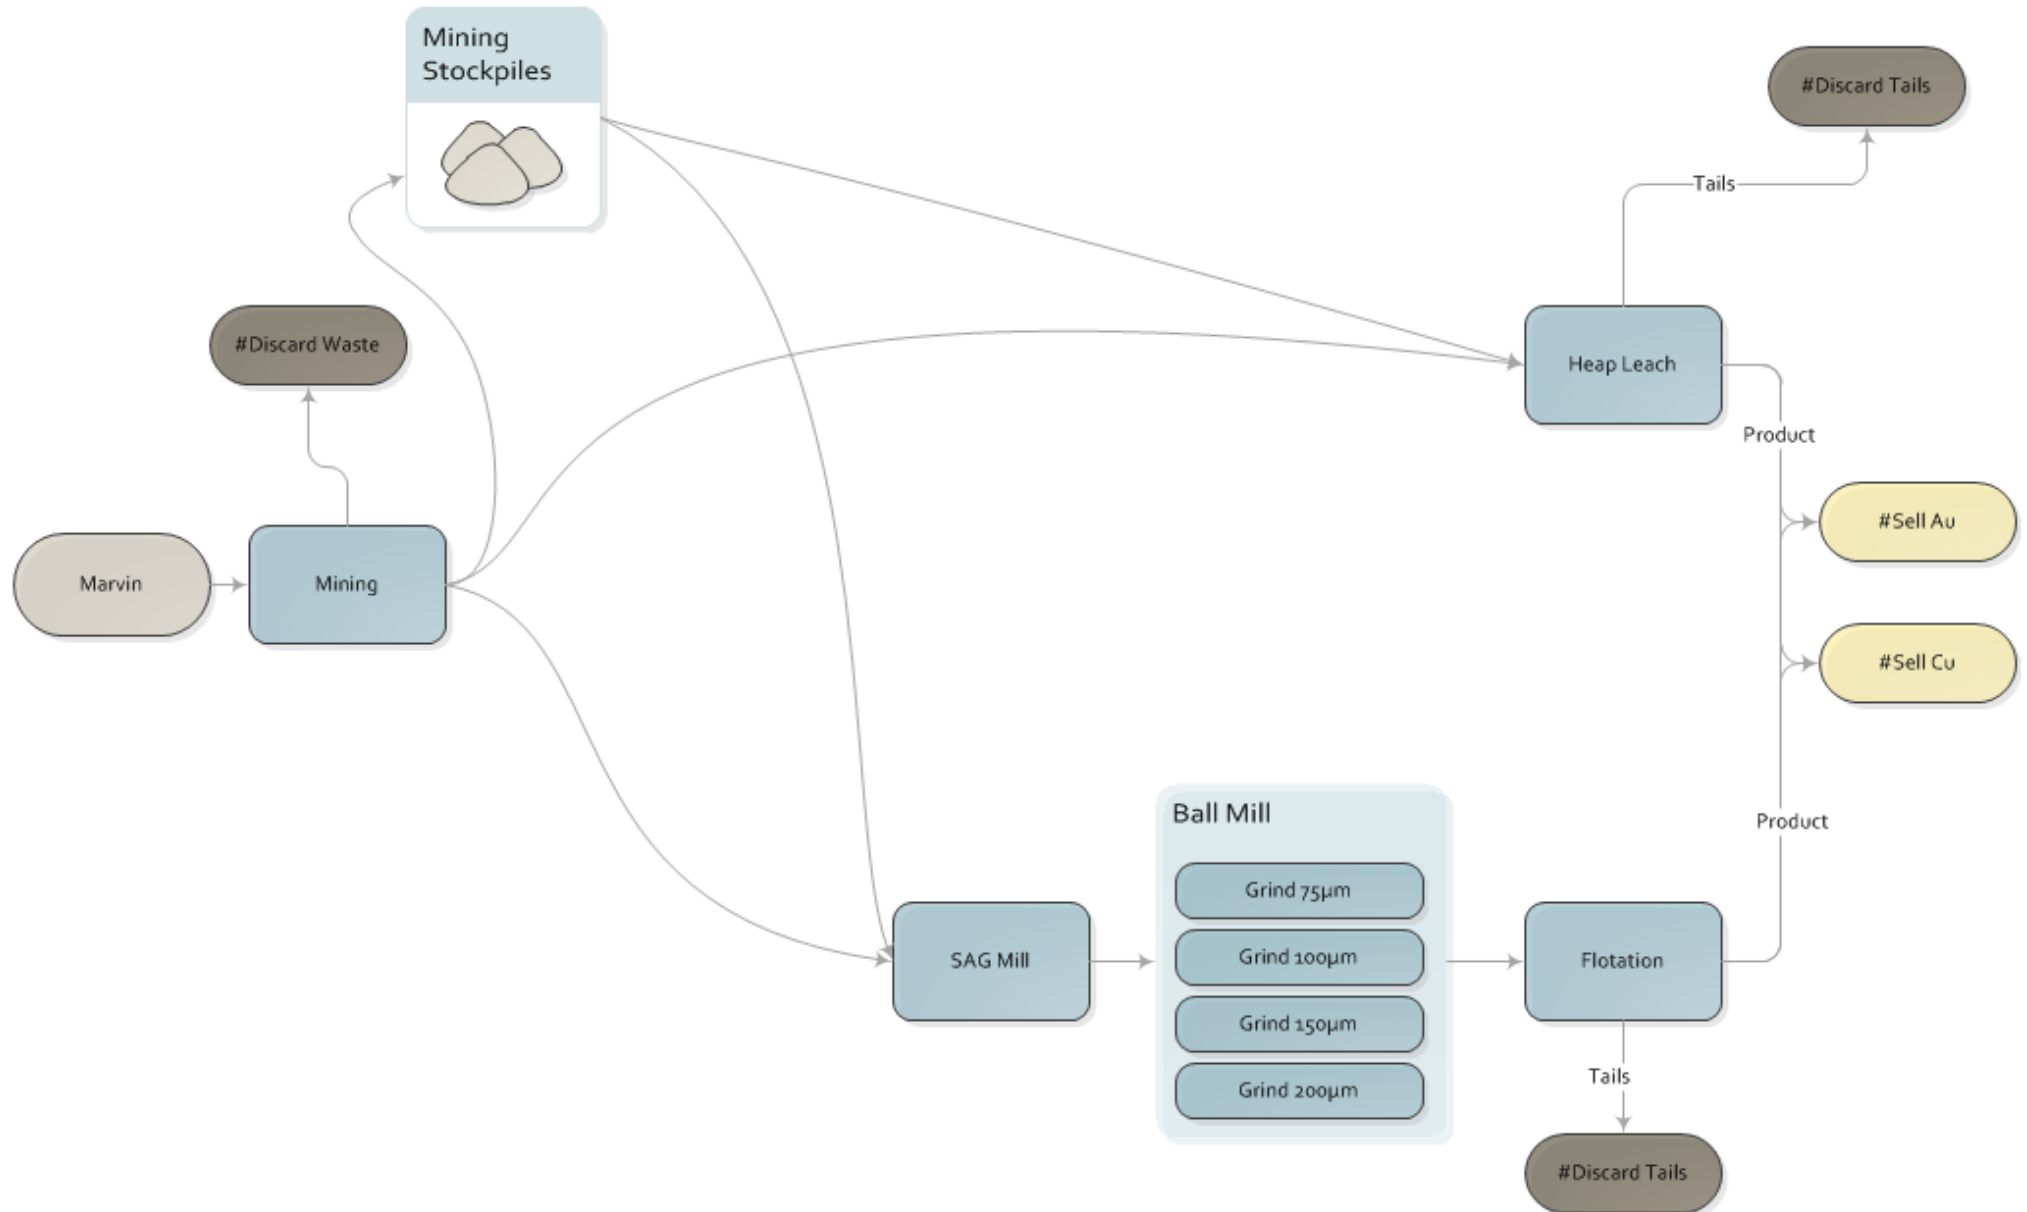 Mining
Stockpiles
#Discard Tails
Tails
#Discard Waste
Heap Leach
Product
#Sell Au
Marvin
Mining
#Sell Cu
Ball Mill
Product
Grind 75µm
Grind 100µm
Grind 150µm
Grind 200µm
SAG Mill
Flotation
Tails
#Discard Tails